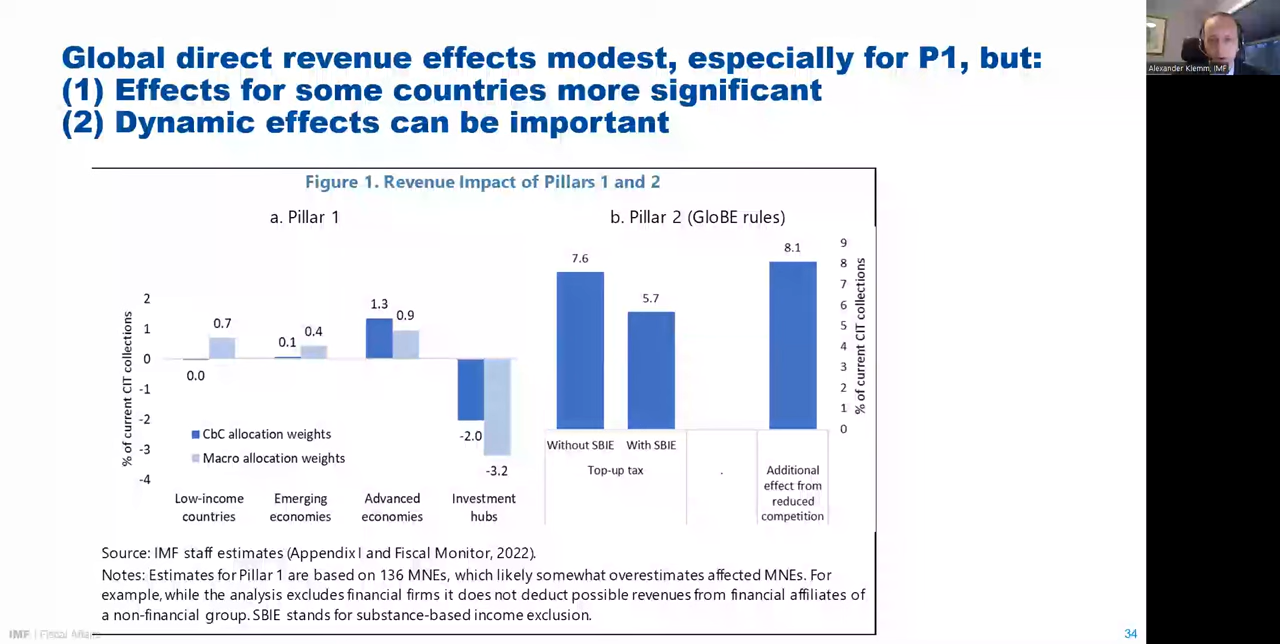 Global direct revenue effects modest, especially for P1, but:
(1) Effects for some countries more significant
(2) Dynamic effects can be important
Alexander Klemm, IMF
Figure 1. Revenue Impact of Pillars 1 and 2
a. Pillar 1
% of current CIT collections
2
1
0
-1
-2
-3
-4
0.0
0.7
0.1
0.4
1.3
0.9
-2.0
-3.2
CbC allocation weights
Macro allocation weights
Low-income
countries
Emerging
economies
Advanced
economies
Investment
hubs
b. Pillar 2 (GloBE rules)
7.6
5.7
8.1
9
8
7
6
5
4
3
2
1
0
% of current CIT collections
Without SBIE
With SBIE
Top-up tax
.
Additional
effect from
reduced
competition
Source: IMF staff estimates (Appendix I and Fiscal Monitor, 2022).
Notes: Estimates for Pillar 1 are based on 136 MNEs, which likely somewhat overestimates affected MNEs. For
example, while the analysis excludes financial firms it does not deduct possible revenues from financial affiliates of
a non-financial group. SBIE stands for substance-based income exclusion.
IMF | Fiscal Affairs
34